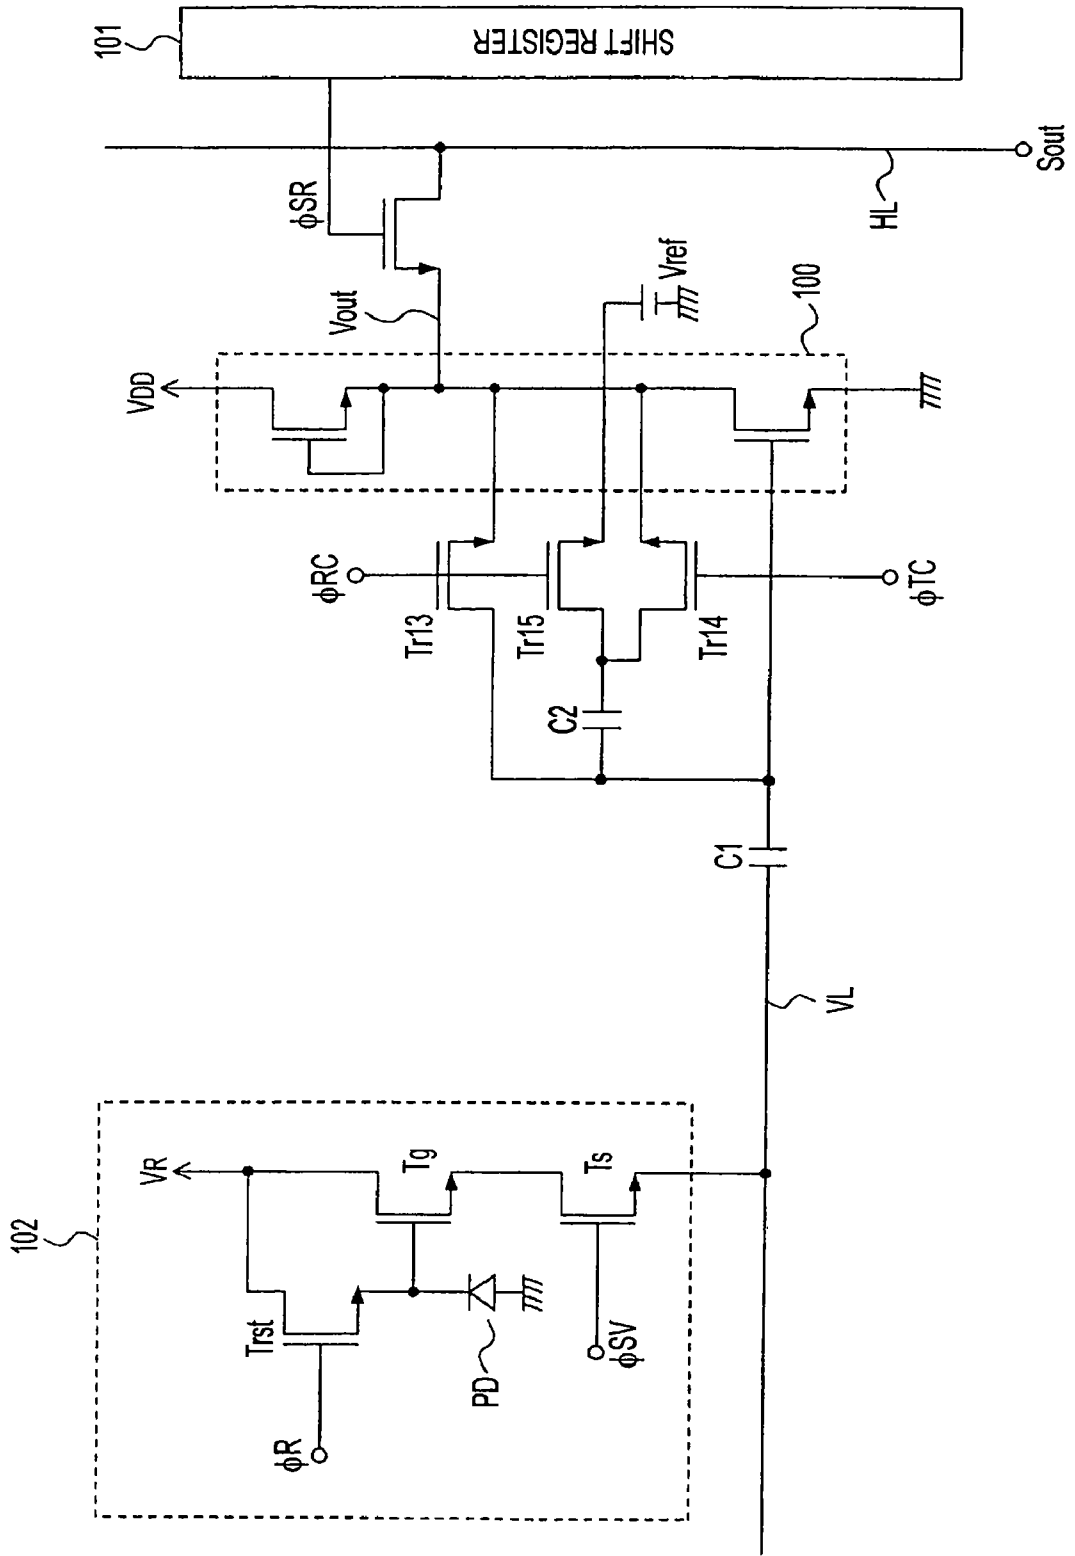 101
SHIFT REGISTER
ϕSR
Sout
HL
Vout
Vref
100
VDD
ϕRC
Tr13
Tr15
Tr14
ϕTC
C2
C1
VL
102
VR
Tg
Ts
Trst
PD
ϕSV
ϕR